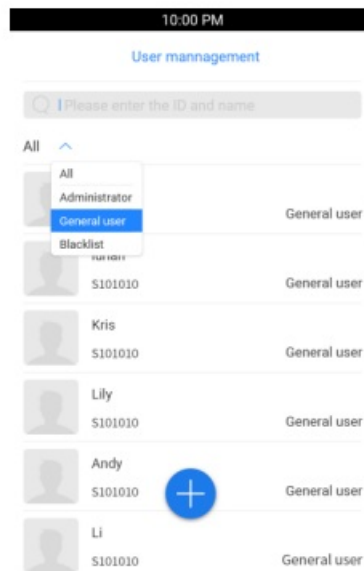 10:00 PM
User mannagement
Please enter the ID and name
All
All
Administrator
General user
General user
Blacklist
S101010 General user
Kris
S101010 General user
Lily
S101010 General user
Andy
S101010 General user
Li
S101010 General user